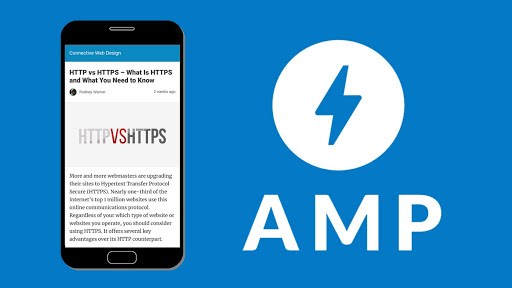 Connective Web Design
HTTP vs HTTPS – What Is HTTPS
and What You Need to Know
Rodney Warner
2 weeks ago
HTTPVSHTTPS
More and more webmasters are upgrading
their sites to Hypertext Transfer Protocol
Secure (HTTPS). Nearly one-third of the
internet's top 1 million websites use this
online communications protocol.
Regardless of your which type of website or
websites you operate, you should consider
using HTTPS. It offers several key
advantages over its HTTP counterpart.
AMP